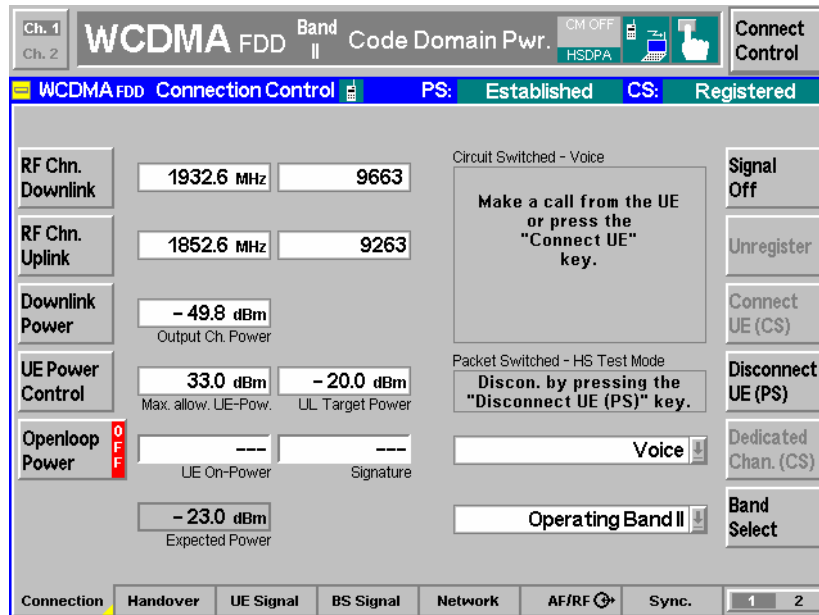 Ch. 1
Ch. 2
WCDMA FDD Band II Code Domain Pwr.
CM OFF
HSDPA
Connect Control
WCDMA FDD Connection Control PS: Established CS: Registered
RF Chn. Downlink
1932.6 MHz 9663
RF Chn. Uplink
1852.6 MHz 9263
Downlink Power
- 49.8 dBm
Output Ch. Power
UE Power Control
33.0 dBm - 20.0 dBm
Max. allow. UE-Pow. UL Target Power
Openloop Power
OFF
--- ---
UE On-Power Signature
- 23.0 dBm
Expected Power
Circuit Switched - Voice
Make a call from the UE
or press the
"Connect UE"
key.
Packet Switched - HS Test Mode
Discon. by pressing the
"Disconnect UE (PS)" key.
Voice
Operating Band II
Signal Off
Unregister
Connect UE (CS)
Disconnect UE (PS)
Dedicated Chan. (CS)
Band Select
Connection Handover UE Signal BS Signal Network AF/RF Sync. 1 2